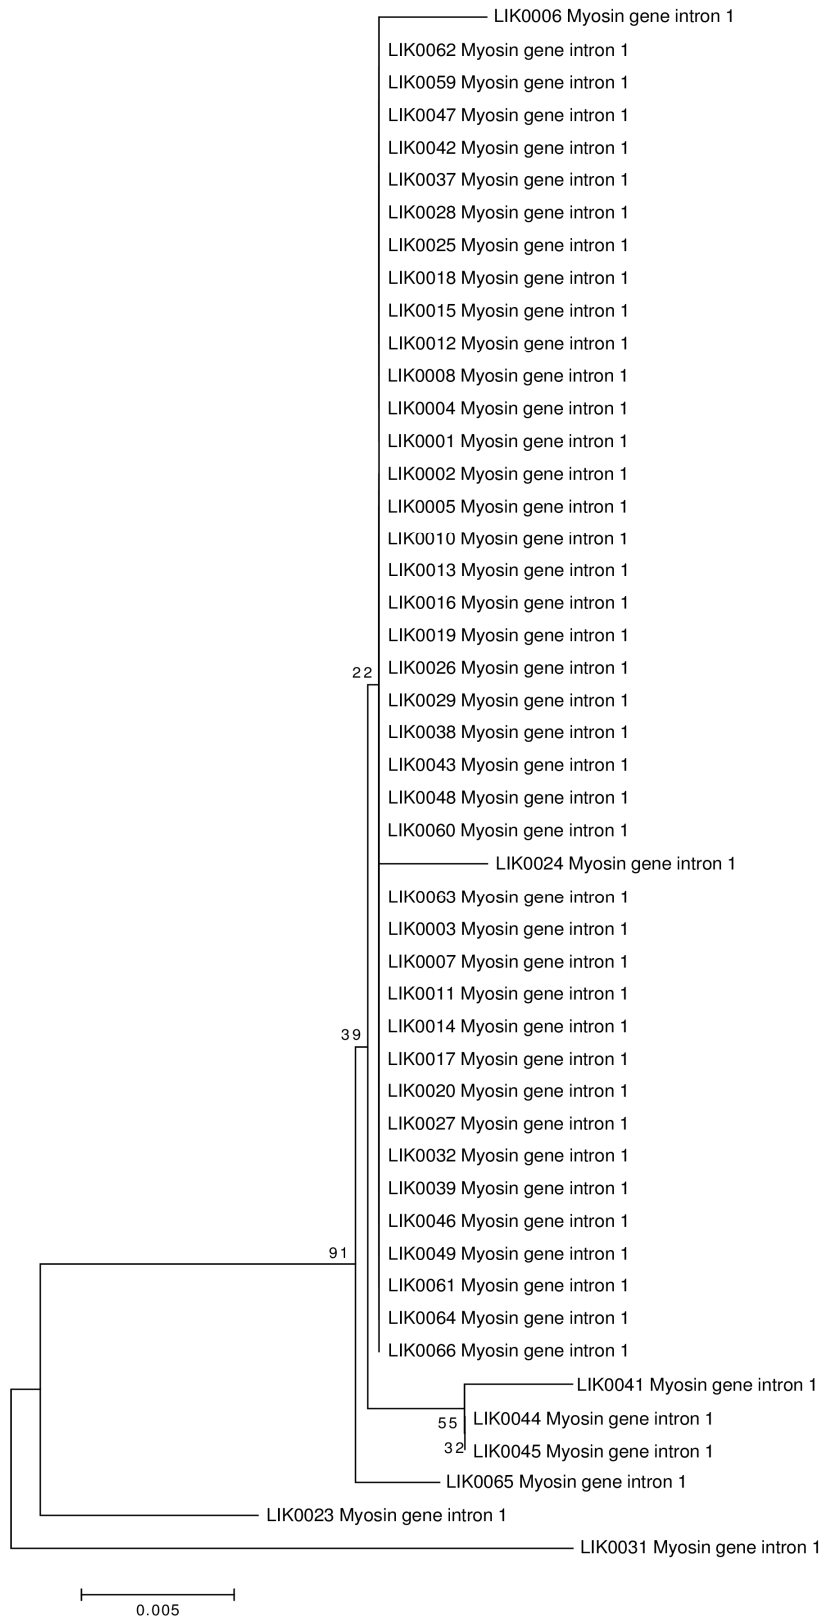 LIK0006 Myosin gene intron 1
LIK0062 Myosin gene intron 1
LIK0059 Myosin gene intron 1
LIK0047 Myosin gene intron 1
LIK0042 Myosin gene intron 1
LIK0037 Myosin gene intron 1
LIK0028 Myosin gene intron 1
LIK0025 Myosin gene intron 1
LIK0018 Myosin gene intron 1
LIK0015 Myosin gene intron 1
LIK0012 Myosin gene intron 1
LIK0008 Myosin gene intron 1
LIK0004 Myosin gene intron 1
LIK0001 Myosin gene intron 1
LIK0002 Myosin gene intron 1
LIK0005 Myosin gene intron 1
LIK0010 Myosin gene intron 1
LIK0013 Myosin gene intron 1
LIK0016 Myosin gene intron 1
LIK0019 Myosin gene intron 1
LIK0026 Myosin gene intron 1
22
LIK0029 Myosin gene intron 1
LIK0038 Myosin gene intron 1
LIK0043 Myosin gene intron 1
LIK0048 Myosin gene intron 1
LIK0060 Myosin gene intron 1
LIK0024 Myosin gene intron 1
LIK0063 Myosin gene intron 1
LIK0003 Myosin gene intron 1
LIK0007 Myosin gene intron 1
LIK0011 Myosin gene intron 1
LIK0014 Myosin gene intron 1
39
LIK0017 Myosin gene intron 1
LIK0020 Myosin gene intron 1
LIK0027 Myosin gene intron 1
LIK0032 Myosin gene intron 1
LIK0039 Myosin gene intron 1
LIK0046 Myosin gene intron 1
91
LIK0049 Myosin gene intron 1
LIK0061 Myosin gene intron 1
LIK0064 Myosin gene intron 1
LIK0066 Myosin gene intron 1
LIK0041 Myosin gene intron 1
55
LIK0044 Myosin gene intron 1
32
LIK0045 Myosin gene intron 1
LIK0065 Myosin gene intron 1
LIK0023 Myosin gene intron 1
LIK0031 Myosin gene intron 1
0.005